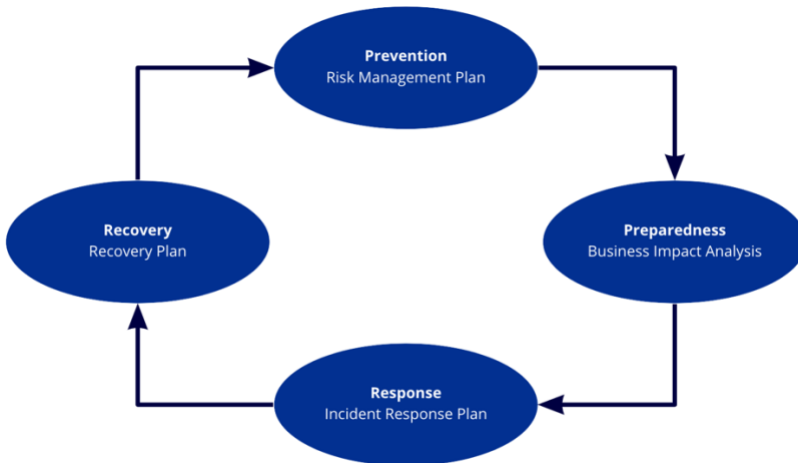 Prevention
Risk Management Plan
Recovery
Recovery Plan
Preparedness
Business Impact Analysis
Response
Incident Response Plan